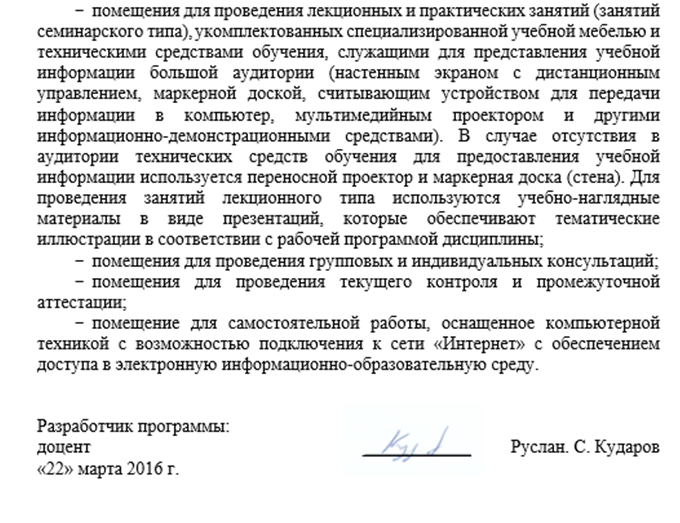 − помещения для проведения лекционных и практических занятий (занятий
семинарского типа), укомплектованных специализированной учебной мебелью и
техническими средствами обучения, служащими для представления учебной
информации большой аудитории (настенным экраном с дистанционным
управлением, маркерной доской, считывающим устройством для передачи
информации в компьютер, мультимедийным проектором и другими
информационно-демонстрационными средствами). В случае отсутствия в
аудитории технических средств обучения для предоставления учебной
информации используется переносной проектор и маркерная доска (стена). Для
проведения занятий лекционного типа используются учебно-наглядные
материалы в виде презентаций, которые обеспечивают тематические
иллюстрации в соответствии с рабочей программой дисциплины;
− помещения для проведения групповых и индивидуальных консультаций;
− помещения для проведения текущего контроля и промежуточной
аттестации;
− помещение для самостоятельной работы, оснащенное компьютерной
техникой с возможностью подключения к сети «Интернет» с обеспечением
доступа в электронную информационно-образовательную среду.
Разработчик программы:
доцент Руслан. С. Кударов
«22» марта 2016 г.